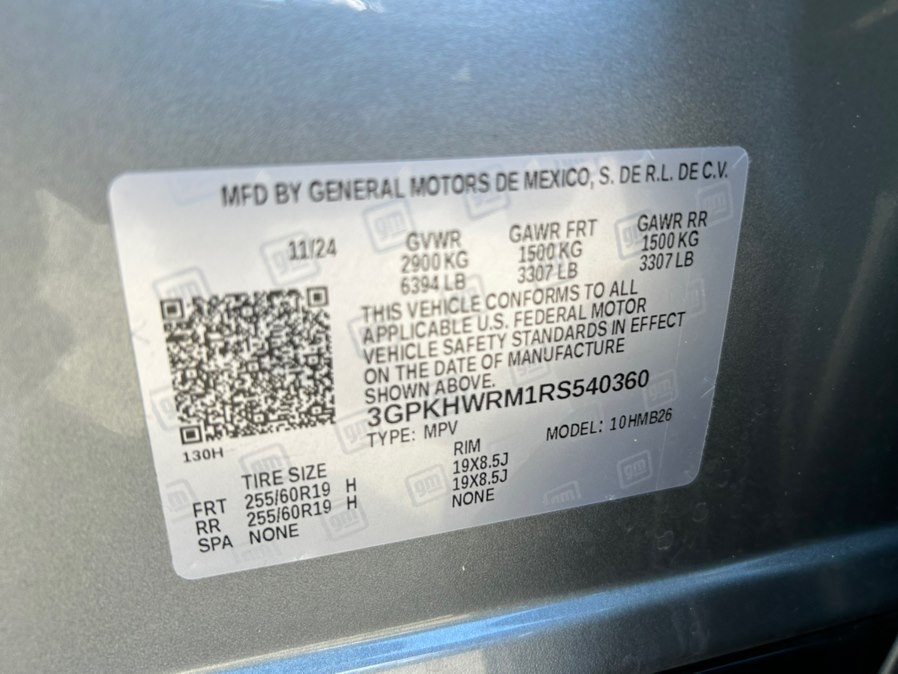 MFD BY GENERAL MOTORS DE MEXICO, S. DE R.L. DE C.V.
11/24 GVWR GAWR FRT GAWR RR
2900 KG 1500 KG 1500 KG
6394 LB 3307 LB 3307 LB
THIS VEHICLE CONFORMS TO ALL
APPLICABLE U.S. FEDERAL MOTOR
VEHICLE SAFETY STANDARDS IN EFFECT
ON THE DATE OF MANUFACTURE
SHOWN ABOVE.
3GPKHWRM1RS540360
TYPE: MPV MODEL: 10HMB26
130H
TIRE SIZE RIM
FRT 255/60R19 H 19X8.5J
RR 255/60R19 H 19X8.5J
SPA NONE NONE
gm